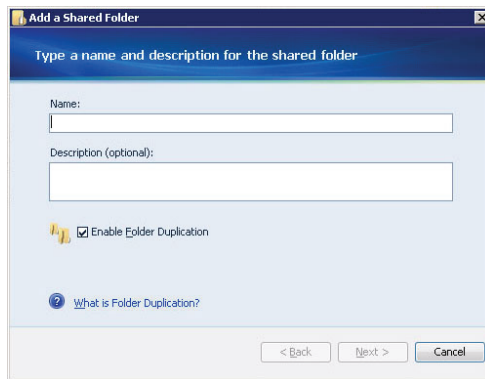 Add a Shared Folder
Type a name and description for the shared folder
Name:
Description (optional):
Enable Folder Duplication
What is Folder Duplication?
< Back Next > Cancel